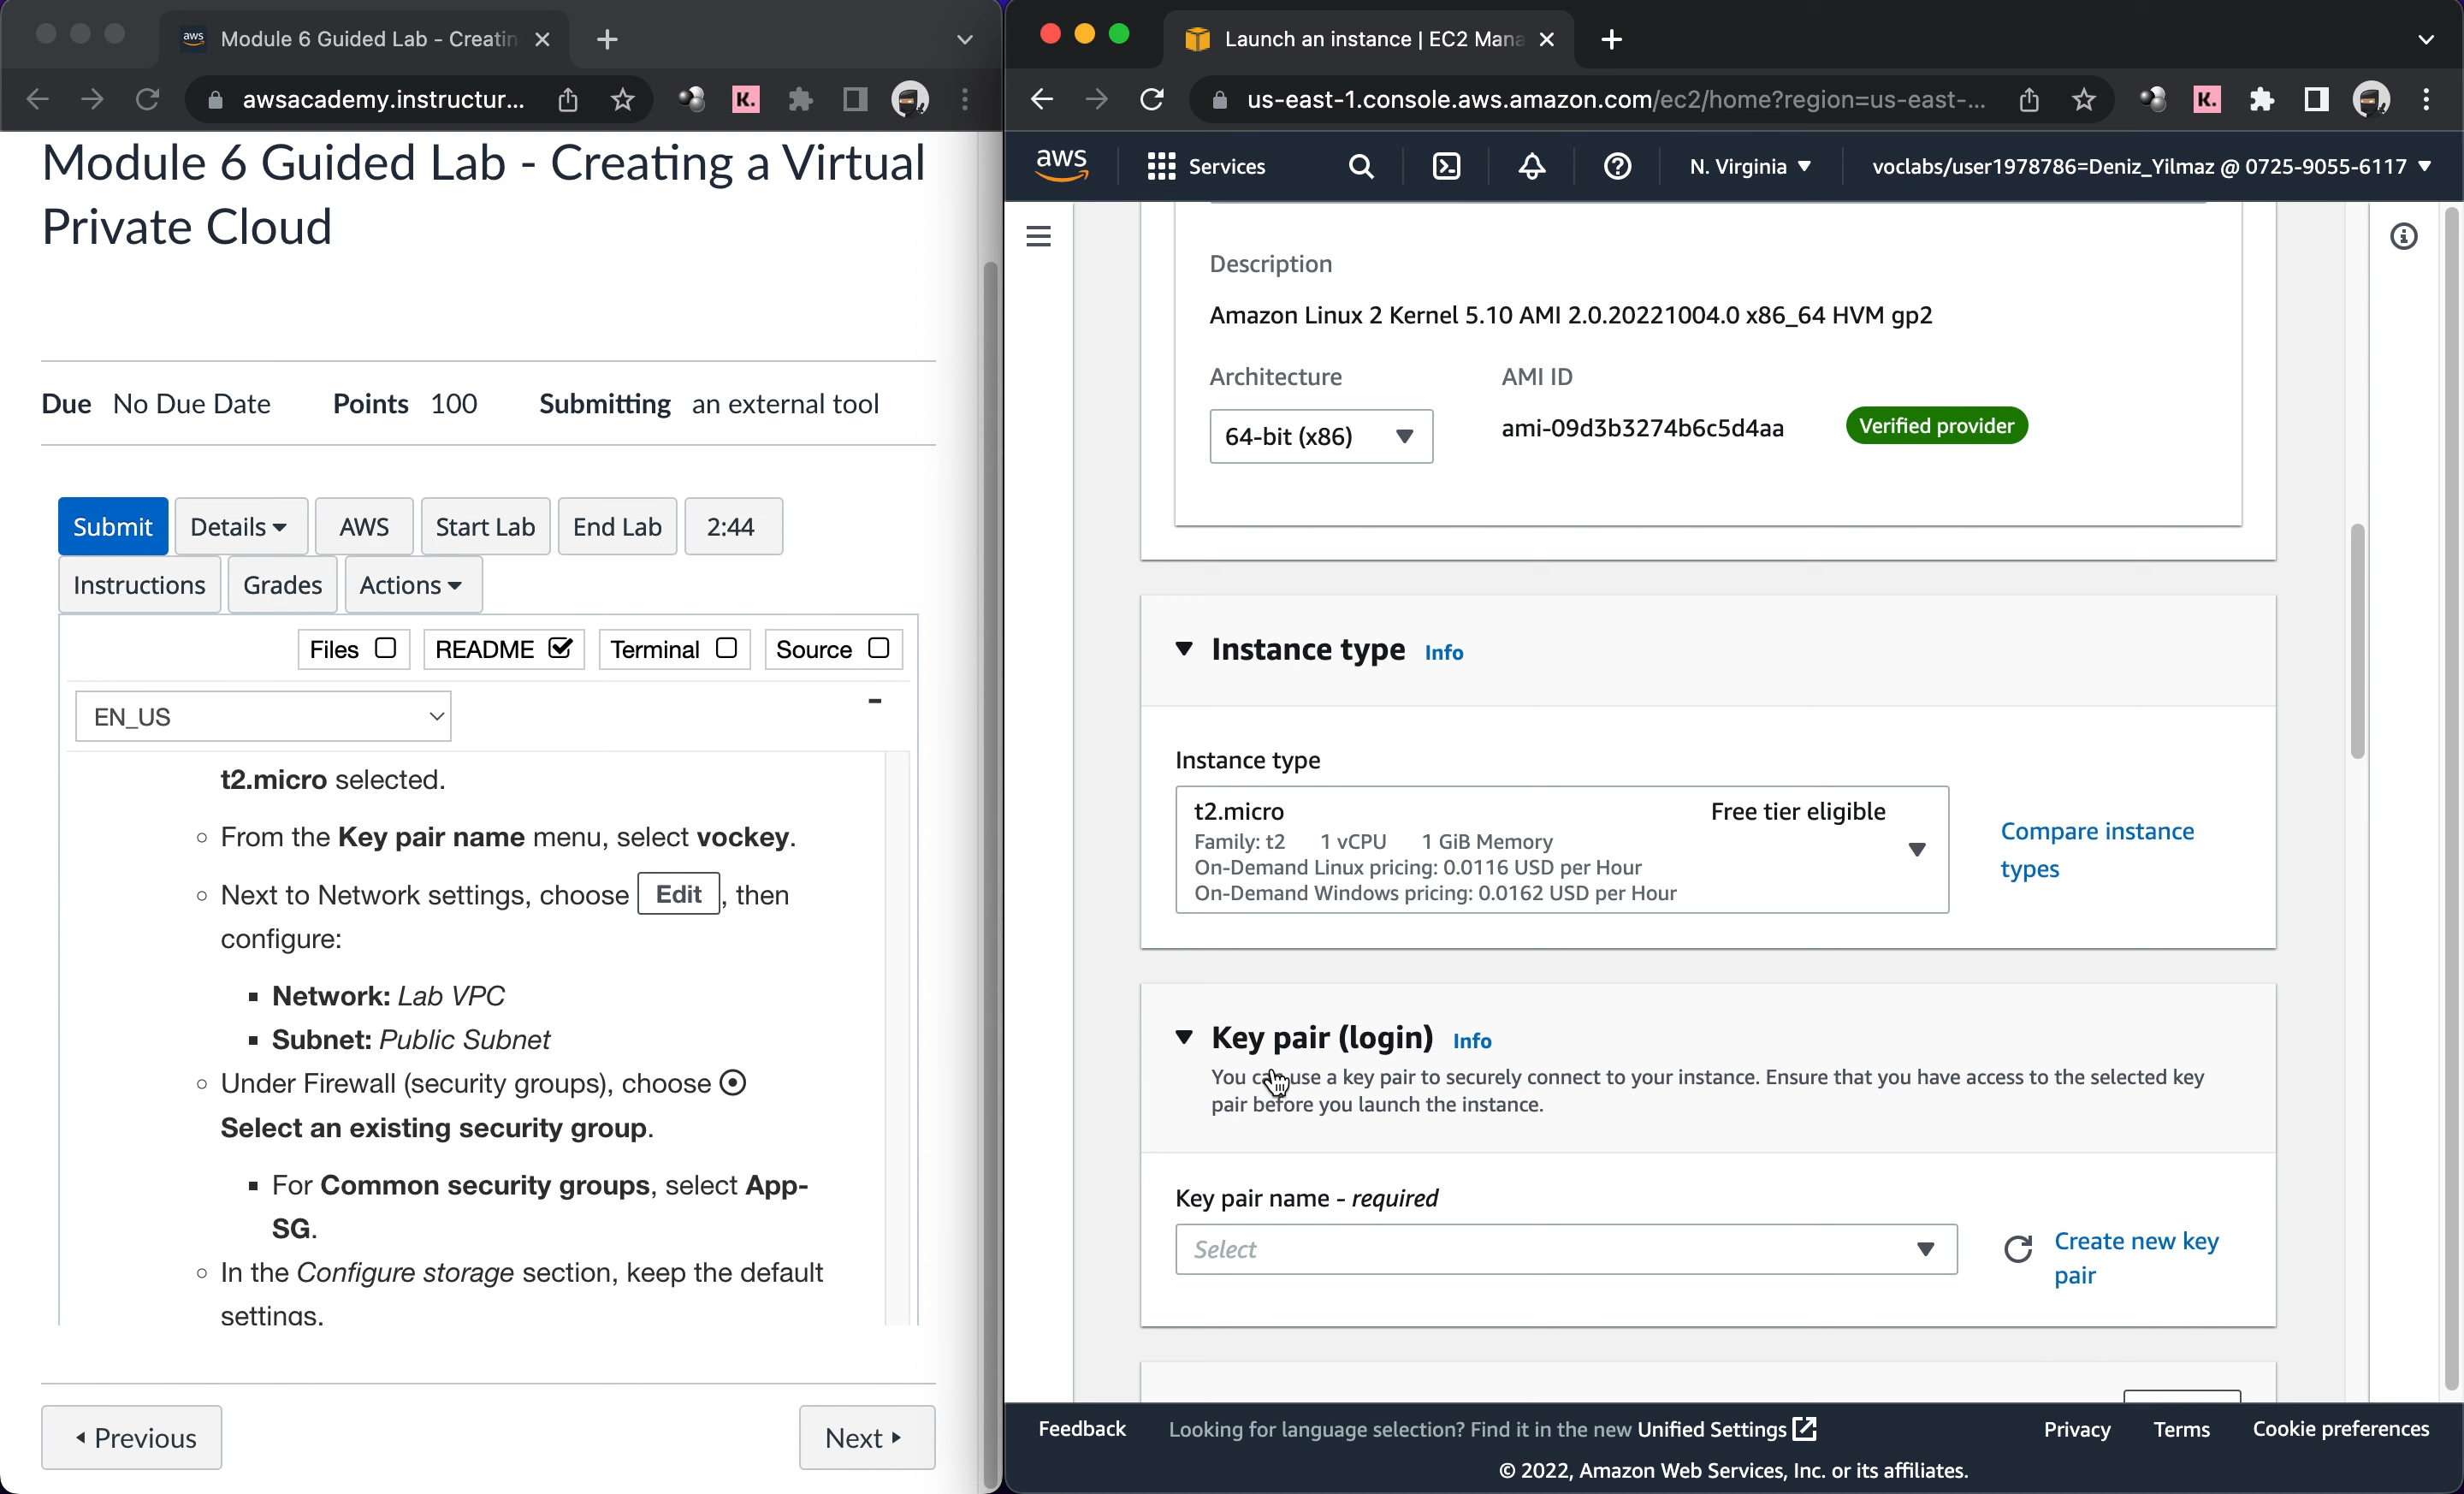 aws Module 6 Guided Lab - Creatin
awsacademy.instructur...
K.
Module 6 Guided Lab - Creating a Virtual
Private Cloud
Due No Due Date Points 100 Submitting an external tool
Submit Details AWS Start Lab End Lab 2:44
Instructions Grades Actions
Files README Terminal Source
EN_US
t2.micro selected.
From the Key pair name menu, select vockey.
Next to Network settings, choose Edit, then
configure:
Network: Lab VPC
Subnet: Public Subnet
Under Firewall (security groups), choose
Select an existing security group.
For Common security groups, select App-
SG.
In the Configure storage section, keep the default
settings.
Previous Next
Launch an instance | EC2 Mana
us-east-1.console.aws.amazon.com/ec2/home?region=us-east-...
K.
aws Services N. Virginia voclabs/user1978786=Deniz_Yilmaz @ 0725-9055-6117
Description
Amazon Linux 2 Kernel 5.10 AMI 2.0.20221004.0 x86_64 HVM gp2
Architecture AMI ID
64-bit (x86) ami-09d3b3274b6c5d4aa Verified provider
Instance type Info
Instance type
t2.micro Free tier eligible
Family: t2 1 vCPU 1 GiB Memory
On-Demand Linux pricing: 0.0116 USD per Hour
On-Demand Windows pricing: 0.0162 USD per Hour
Compare instance
types
Key pair (login) Info
You can use a key pair to securely connect to your instance. Ensure that you have access to the selected key
pair before you launch the instance.
Key pair name - required
Select
Create new key
pair
Feedback Looking for language selection? Find it in the new Unified Settings Privacy Terms Cookie preferences
© 2022, Amazon Web Services, Inc. or its affiliates.